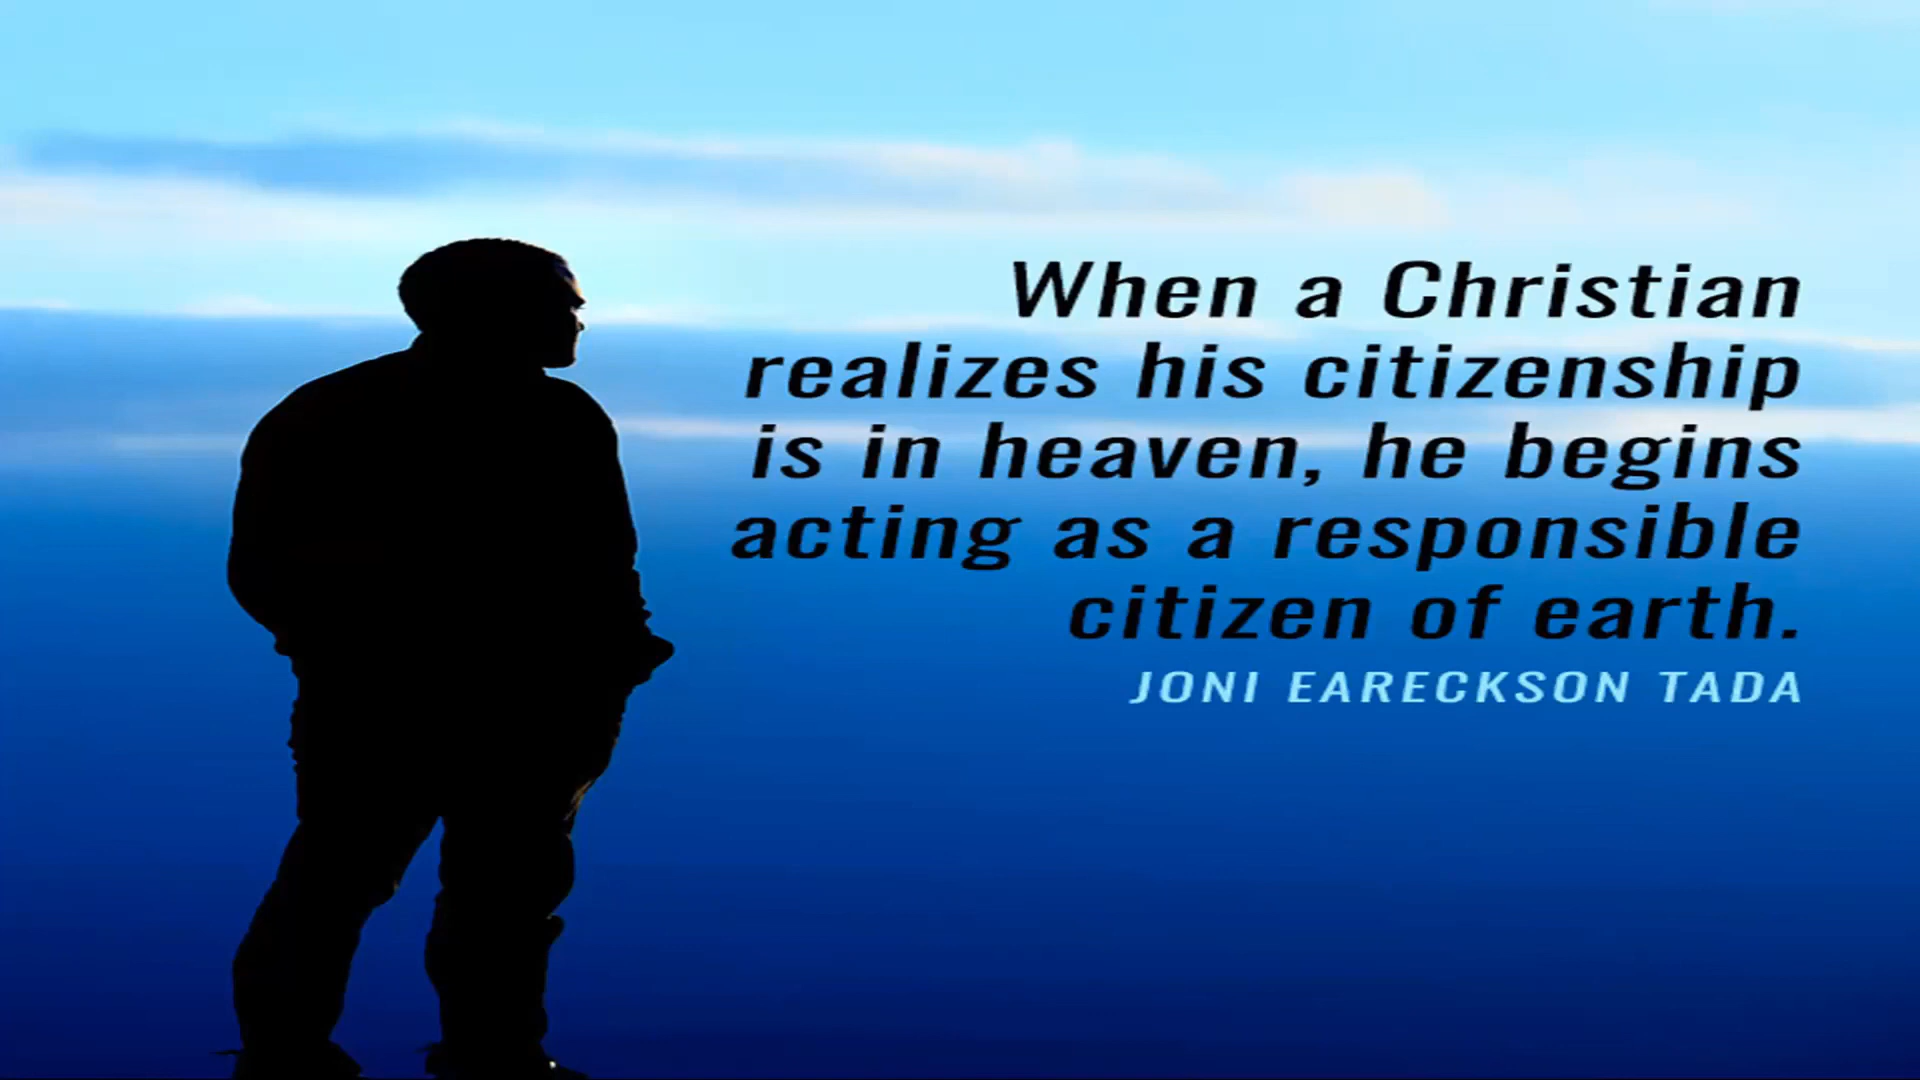 When a Christian
realizes his citizenship
is in heaven, he begins
acting as a responsible
citizen of earth.
JONI EARECKSON TADA